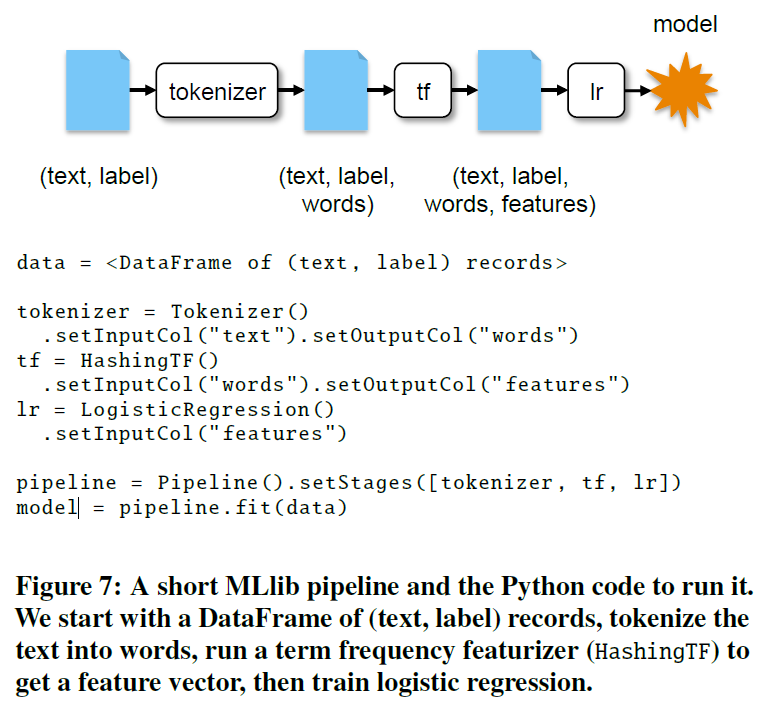 model
tokenizer
tf
lr
(text, label)
(text, label,
words)
(text, label,
words, features)
data = <DataFrame of (text, label) records>
tokenizer = Tokenizer()
  .setInputCol("text").setOutputCol("words")
tf = HashingTF()
  .setInputCol("words").setOutputCol("features")
lr = LogisticRegression()
  .setInputCol("features")
pipeline = Pipeline().setStages([tokenizer, tf, lr])
model = pipeline.fit(data)
Figure 7: A short MLlib pipeline and the Python code to run it.
We start with a DataFrame of (text, label) records, tokenize the
text into words, run a term frequency featurizer (HashingTF) to
get a feature vector, then train logistic regression.